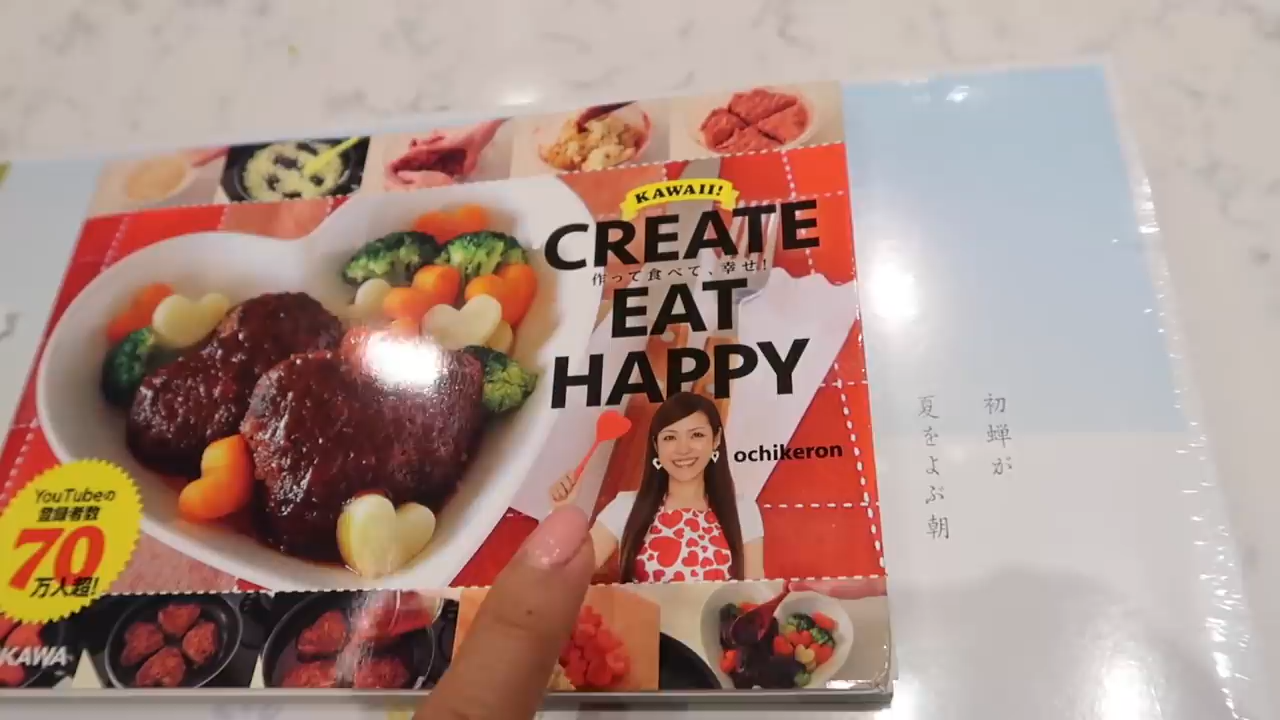 KAWAII!
CREATE
作って食べて、幸せ!
EAT
HAPPY
ochikeron
YouTubeの
登録者数
70
万人超!
KAWA
初蝉が
夏をよぶ朝